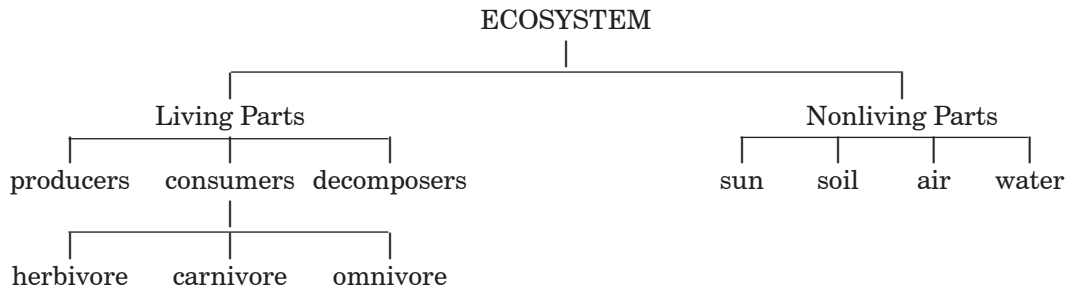 ECOSYSTEM
Living Parts Nonliving Parts
producers consumers decomposers sun soil air water
herbivore carnivore omnivore